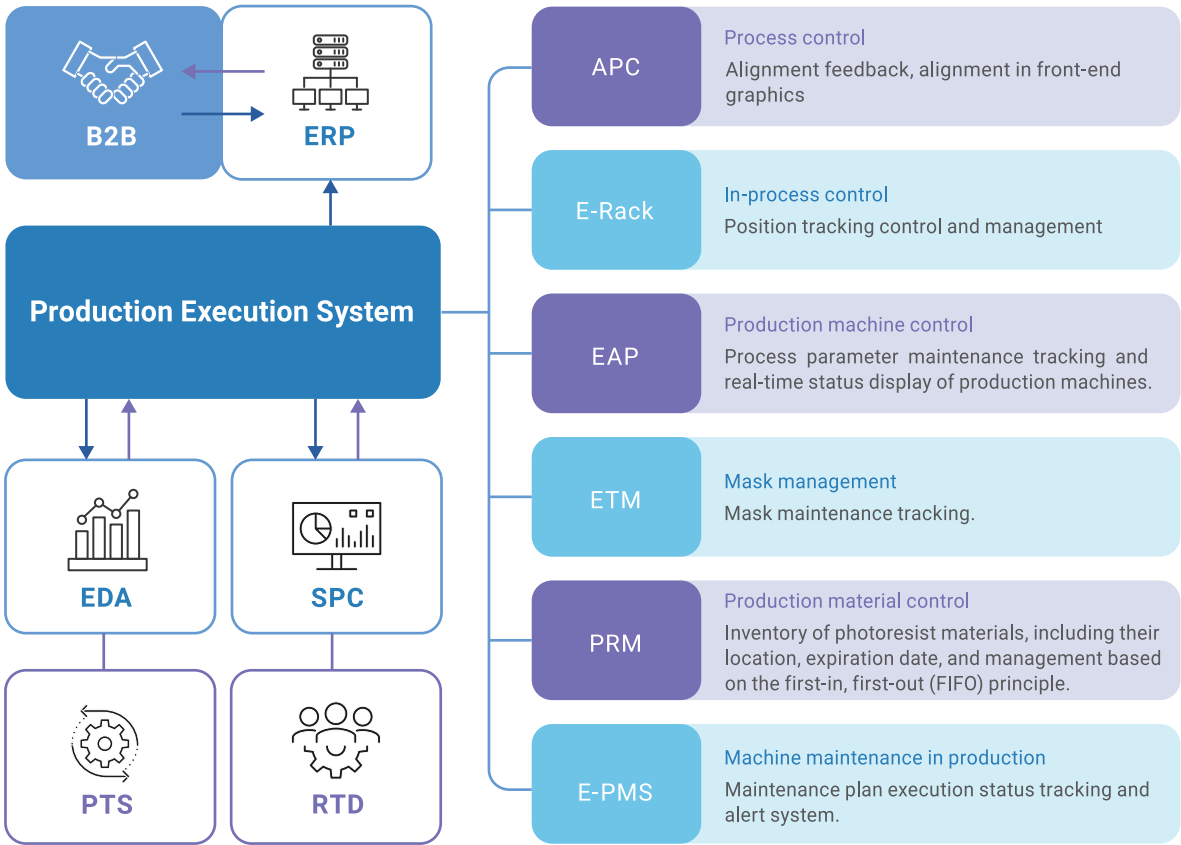 B2B
ERP
Production Execution System
EDA
SPC
PTS
RTD
APC
Process control
Alignment feedback, alignment in front-end
graphics
E-Rack
In-process control
Position tracking control and management
EAP
Production machine control
Process parameter maintenance tracking and
real-time status display of production machines.
ETM
Mask management
Mask maintenance tracking.
PRM
Production material control
Inventory of photoresist materials, including their
location, expiration date, and management based
on the first-in, first-out (FIFO) principle.
E-PMS
Machine maintenance in production
Maintenance plan execution status tracking and
alert system.